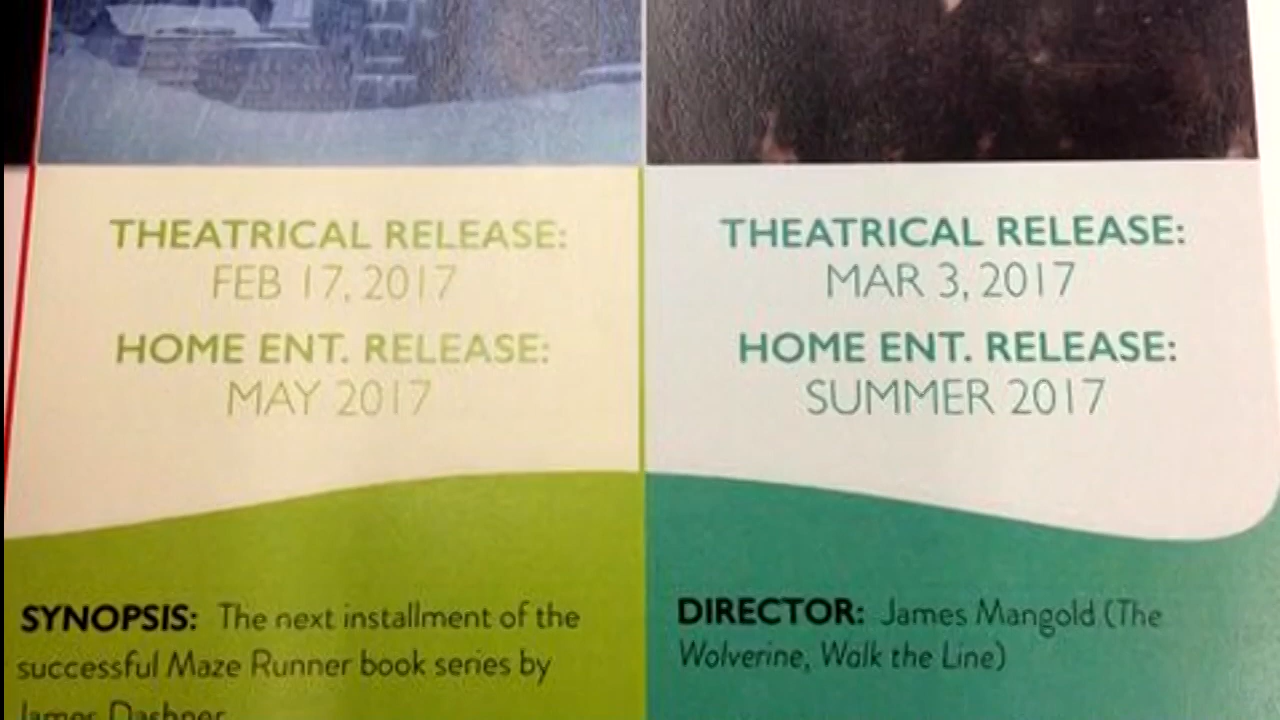 THEATRICAL RELEASE:
FEB 17, 2017
HOME ENT. RELEASE:
MAY 2017
SYNOPSIS: The next installment of the
successful Maze Runner book series by
James Dashner
THEATRICAL RELEASE:
MAR 3, 2017
HOME ENT. RELEASE:
SUMMER 2017
DIRECTOR: James Mangold (The
Wolverine, Walk the Line)